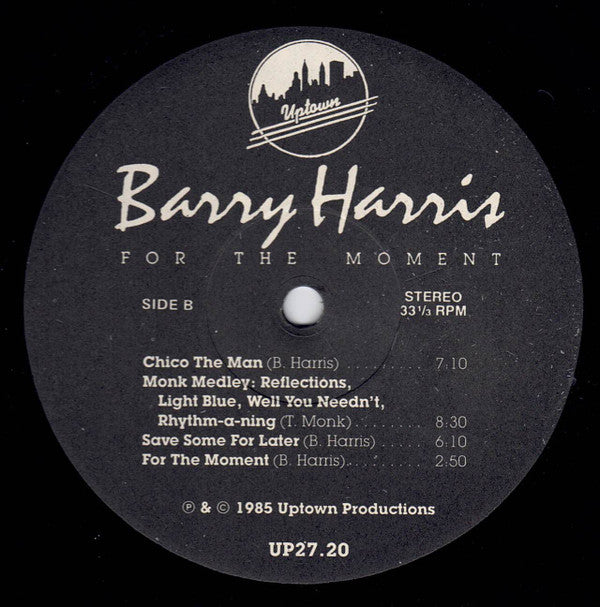 Uptown
Barry Harris
FOR THE MOMENT
SIDE B
STEREO
33 1/3 RPM
Chico The Man (B. Harris) .......... 7:10
Monk Medley: Reflections,
Light Blue, Well You Needn't,
Rhythm-a-ning (T. Monk) .......... 8:30
Save Some For Later (B. Harris) .... 6:10
For The Moment (B. Harris).......... 2:50
℗ & © 1985 Uptown Productions
UP27.20